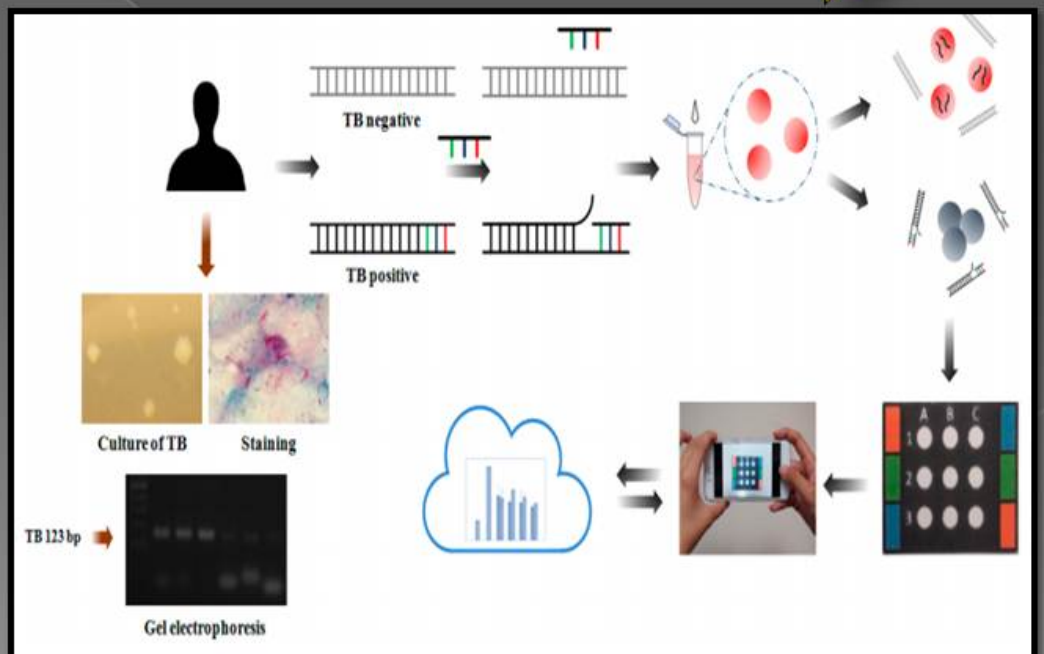 TB negative
TB positive
Culture of TB
Staining
TB 123 bp
Gel electrophoresis
A B C
1
2
3